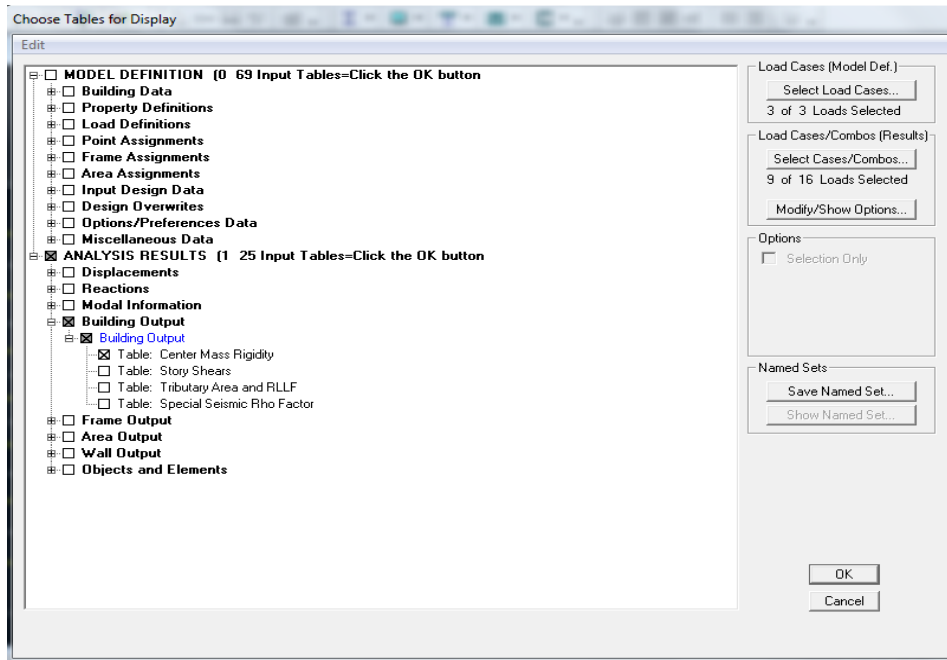 Choose Tables for Display
Edit
MODEL DEFINITION (0 69 Input Tables=Click the OK button
Building Data
Property Definitions
Load Definitions
Point Assignments
Frame Assignments
Area Assignments
Input Design Data
Design Overwrites
Options/Preferences Data
Miscellaneous Data
ANALYSIS RESULTS (1 25 Input Tables=Click the OK button
Displacements
Reactions
Modal Information
Building Output
Building Output
Table: Center Mass Rigidity
Table: Story Shears
Table: Tributary Area and RLLF
Table: Special Seismic Rho Factor
Frame Output
Area Output
Wall Output
Objects and Elements
Load Cases (Model Def.)
Select Load Cases...
3 of 3 Loads Selected
Load Cases/Combos (Results)
Select Cases/Combos...
9 of 16 Loads Selected
Modify/Show Options...
Options
Selection Only
Named Sets
Save Named Set...
Show Named Set...
OK
Cancel